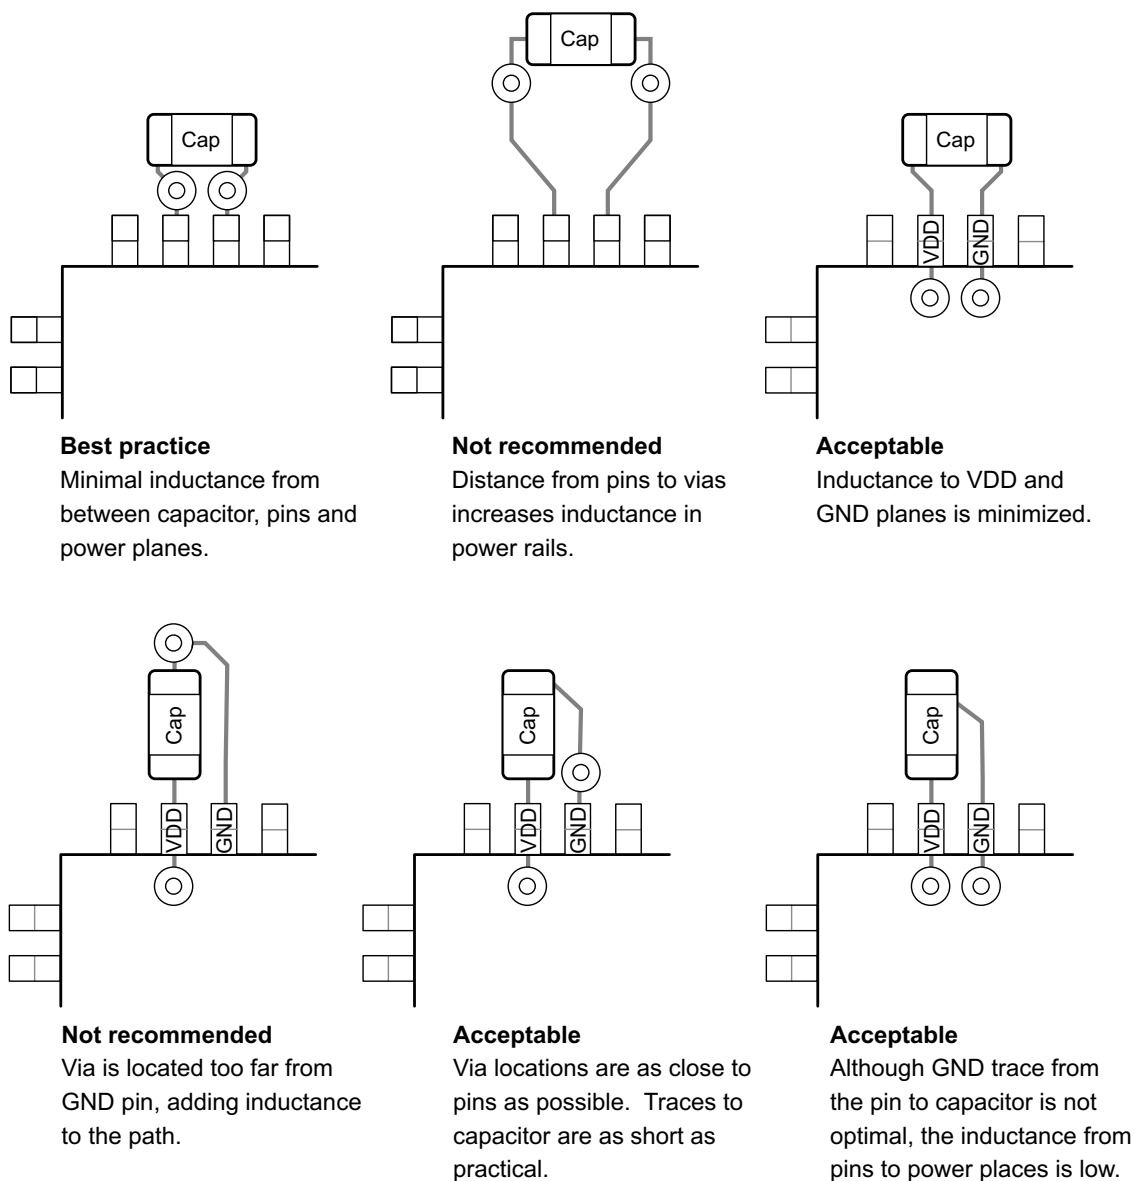 Cap
Cap
Cap
VDD
GND
Best practice
Minimal inductance from
between capacitor, pins and
power planes.
Not recommended
Distance from pins to vias
increases inductance in
power rails.
Acceptable
Inductance to VDD and
GND planes is minimized.
Cap
VDD
GND
Cap
VDD
GND
Cap
VDD
GND
Not recommended
Via is located too far from
GND pin, adding inductance
to the path.
Acceptable
Via locations are as close to
pins as possible.  Traces to
capacitor are as short as
practical.
Acceptable
Although GND trace from
the pin to capacitor is not
optimal, the inductance from
pins to power places is low.